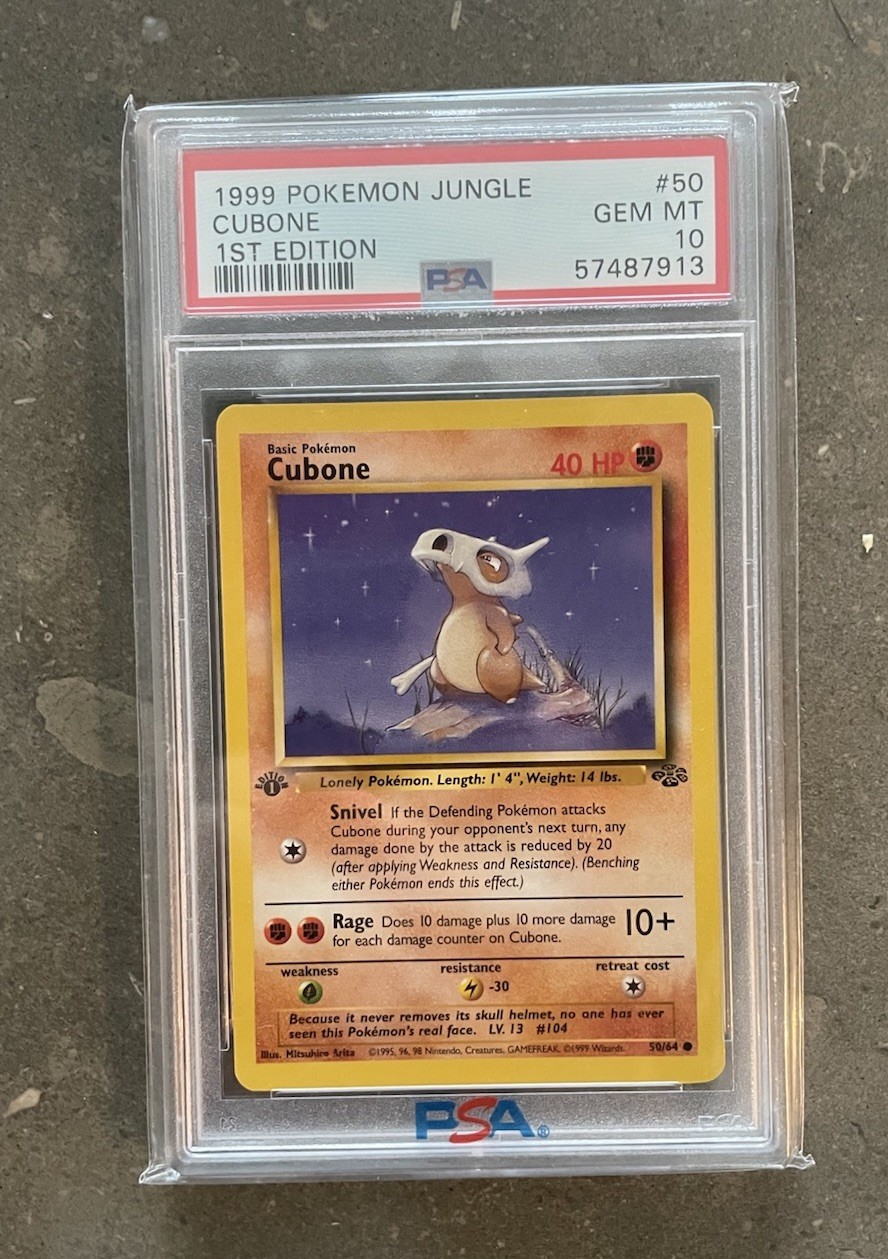 1999 POKEMON JUNGLE #50
CUBONE GEM MT
1ST EDITION 10
PSA 57487913
Basic Pokémon
Cubone 40 HP
EDITION 1
Lonely Pokémon. Length: 1' 4", Weight: 14 lbs.
Snivel If the Defending Pokémon attacks
Cubone during your opponent's next turn, any
damage done by the attack is reduced by 20
(after applying Weakness and Resistance). (Benching
either Pokémon ends this effect.)
Rage Does 10 damage plus 10 more damage 10+
for each damage counter on Cubone.
weakness resistance retreat cost
-30
Because it never removes its skull helmet, no one has ever
seen this Pokémon's real face. LV. 13 #104
Illus. Mitsuhiro Arita ©1995, 96, 98 Nintendo, Creatures, GAMEFREAK. ©1999 Wizards. 50/64
PSA®